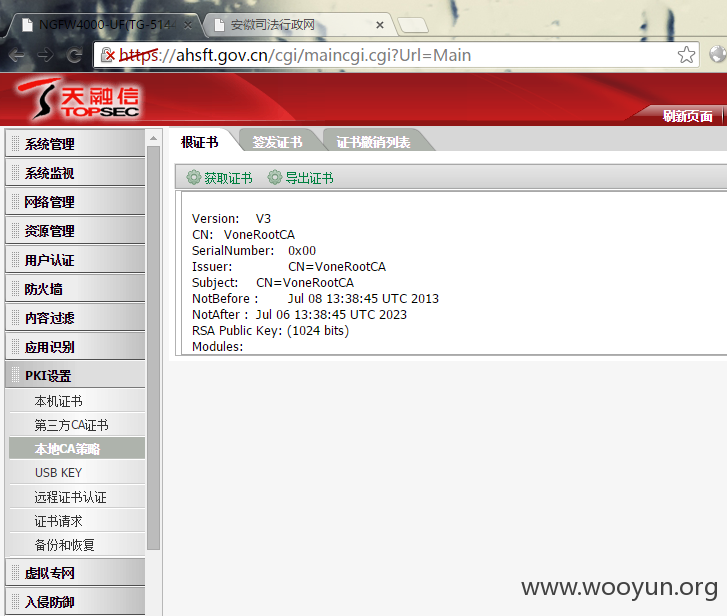 NGFW4000-UF(TG-514
安徽司法行政网
https://ahsft.gov.cn/cgi/maincgi.cgi?Url=Main
天融信
TOPSEC
刷新页面
系统管理
系统监视
网络管理
资源管理
用户认证
防火墙
内容过滤
应用识别
PKI设置
本机证书
第三方CA证书
本地CA策略
USB KEY
远程证书认证
证书请求
备份和恢复
虚拟专网
入侵防御
根证书
签发证书
证书撤销列表
获取证书
导出证书
Version: V3
CN: VoneRootCA
SerialNumber: 0x00
Issuer: CN=VoneRootCA
Subject: CN=VoneRootCA
NotBefore : Jul 08 13:38:45 UTC 2013
NotAfter : Jul 06 13:38:45 UTC 2023
RSA Public Key: (1024 bits)
Modules:
www.wooyun.org